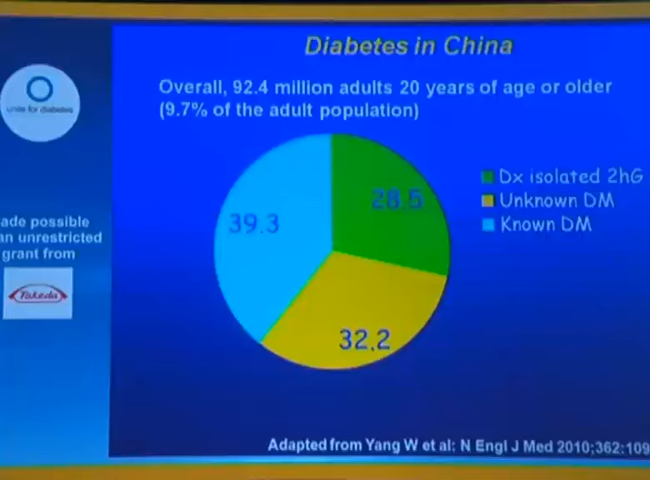 Diabetes in China
Overall, 92.4 million adults 20 years of age or older
(9.7% of the adult population)
unite for diabetes
ade possible
an unrestricted
grant from
Takeda
28.5
39.3
32.2
Dx isolated 2hG
Unknown DM
Known DM
Adapted from Yang W et al: N Engl J Med 2010;362:109